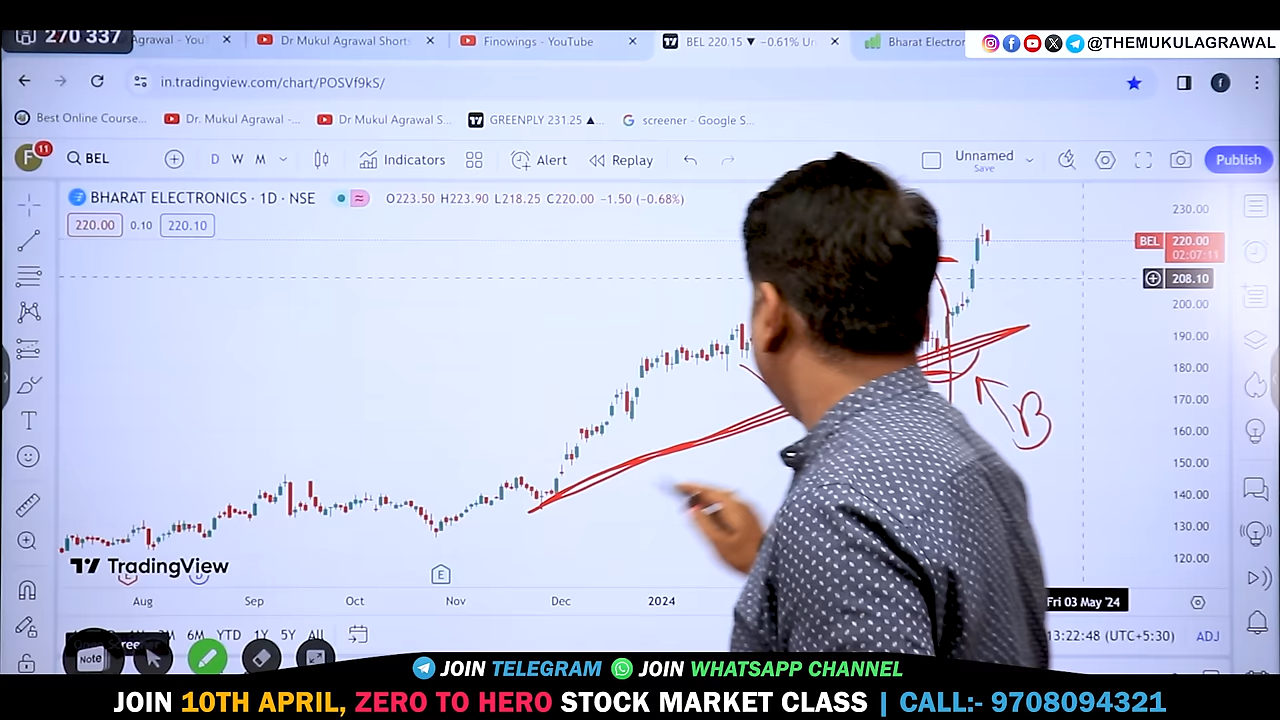 270 337
Agrawal - You
Dr Mukul Agrawal Shorts
Finowings - YouTube
BEL 220.15 ▼ −0.61% Un
Bharat Electron
@THEMUKULAGRAWAL
in.tradingview.com/chart/POSVf9kS/
f
Best Online Course...
Dr. Mukul Agrawal -...
Dr Mukul Agrawal S...
GREENPLY 231.25 ▲...
screener - Google S...
F 11
BEL
D W M
Indicators
Alert
Replay
Unnamed
Save
Publish
BHARAT ELECTRONICS · 1D · NSE
O223.50 H223.90 L218.25 C220.00 −1.50 (−0.68%)
220.00 0.10 220.10
230.00
BEL 220.00
02:07:11
208.10
200.00
190.00
180.00
170.00
160.00
150.00
140.00
130.00
120.00
B
TradingView
E
E
Aug Sep Oct Nov Dec 2024
Fri 03 May '24
6M YTD 1Y 5Y All
13:22:48 (UTC+5:30) ADJ
Note
JOIN TELEGRAM JOIN WHATSAPP CHANNEL
JOIN 10TH APRIL, ZERO TO HERO STOCK MARKET CLASS | CALL:- 9708094321